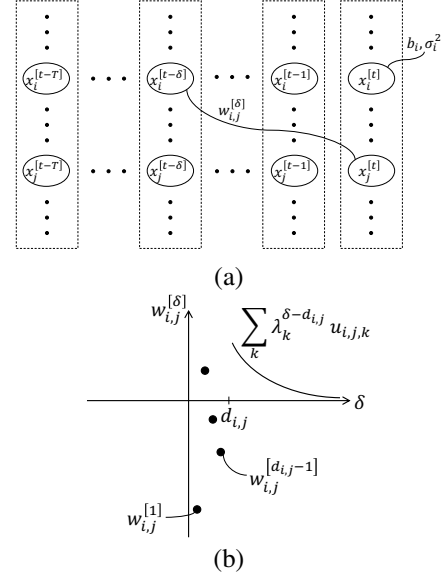 b_i, σ_i^2
x_i^{[t-T]} x_i^{[t-δ]} x_i^{[t-1]} x_i^{[t]}
w_{i,j}^{[δ]}
x_j^{[t-T]} x_j^{[t-δ]} x_j^{[t-1]} x_j^{[t]}
(a)
w_{i,j}^{[δ]}
∑_k λ_k^{δ-d_{i,j}} u_{i,j,k}
d_{i,j} δ
w_{i,j}^{[d_{i,j}-1]}
w_{i,j}^{[1]}
(b)